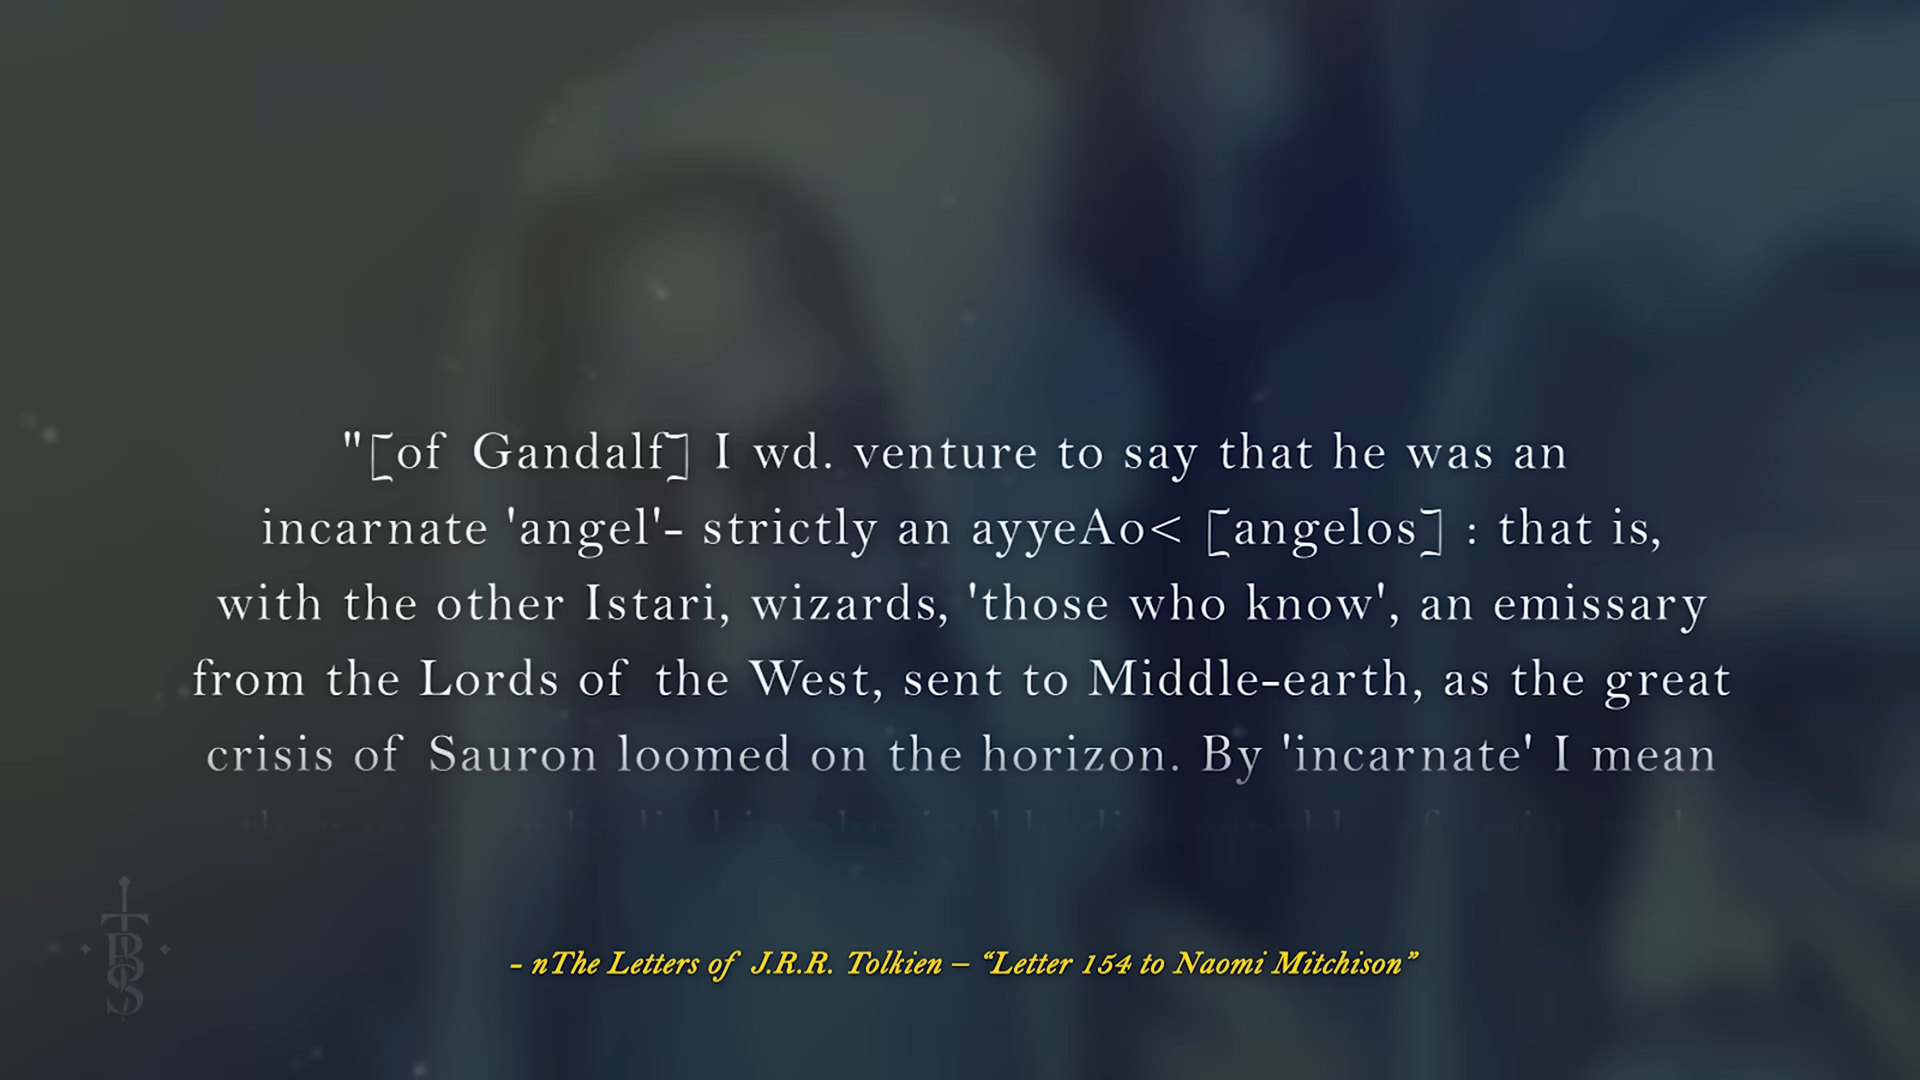 "[of Gandalf] I wd. venture to say that he was an
incarnate 'angel'- strictly an ayyeAo< [angelos] : that is,
with the other Istari, wizards, 'those who know', an emissary
from the Lords of the West, sent to Middle-earth, as the great
crisis of Sauron loomed on the horizon. By 'incarnate' I mean
- nThe Letters of J.R.R. Tolkien – “Letter 154 to Naomi Mitchison”
TBS